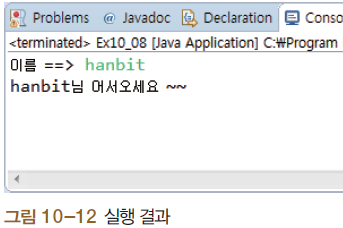 Problems @ Javadoc Declaration Conso
<terminated> Ex10_08 [Java Application] C:₩Program
이름 ==> hanbit
hanbit님 어서오세요 ~~
그림 10-12 실행 결과